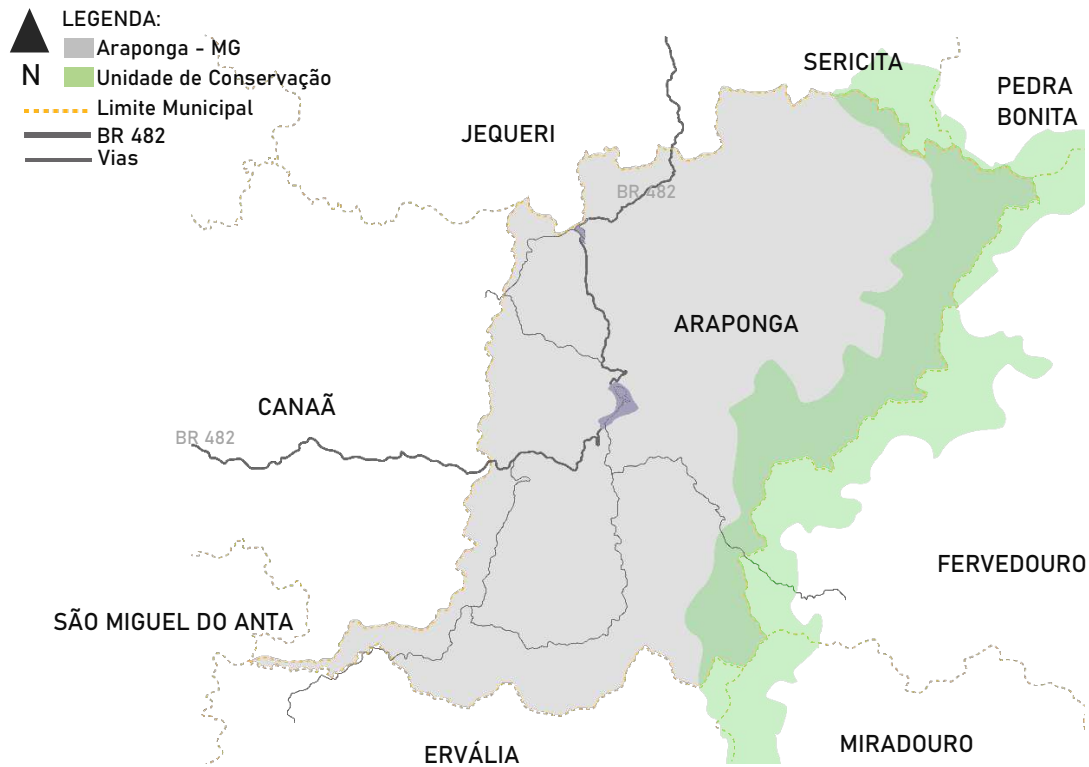 LEGENDA:
Araponga - MG
N
Unidade de Conservação
Limite Municipal
BR 482
Vias
SERICITA
PEDRA
BONITA
JEQUERI
BR 482
ARAPONGA
CANAÃ
BR 482
FERVEDOURO
SÃO MIGUEL DO ANTA
MIRADOURO
ERVÁLIA